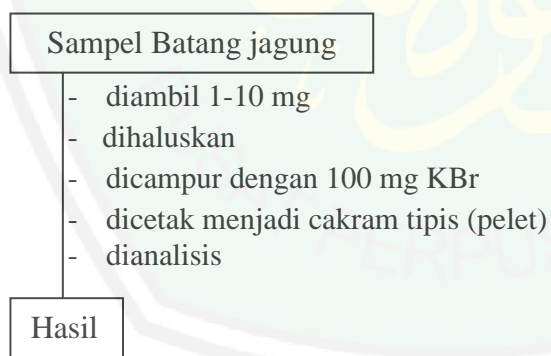 Sampel Batang jagung
- diambil 1-10 mg
- dihaluskan
- dicampur dengan 100 mg KBr
- dicetak menjadi cakram tipis (pelet)
- dianalisis
Hasil